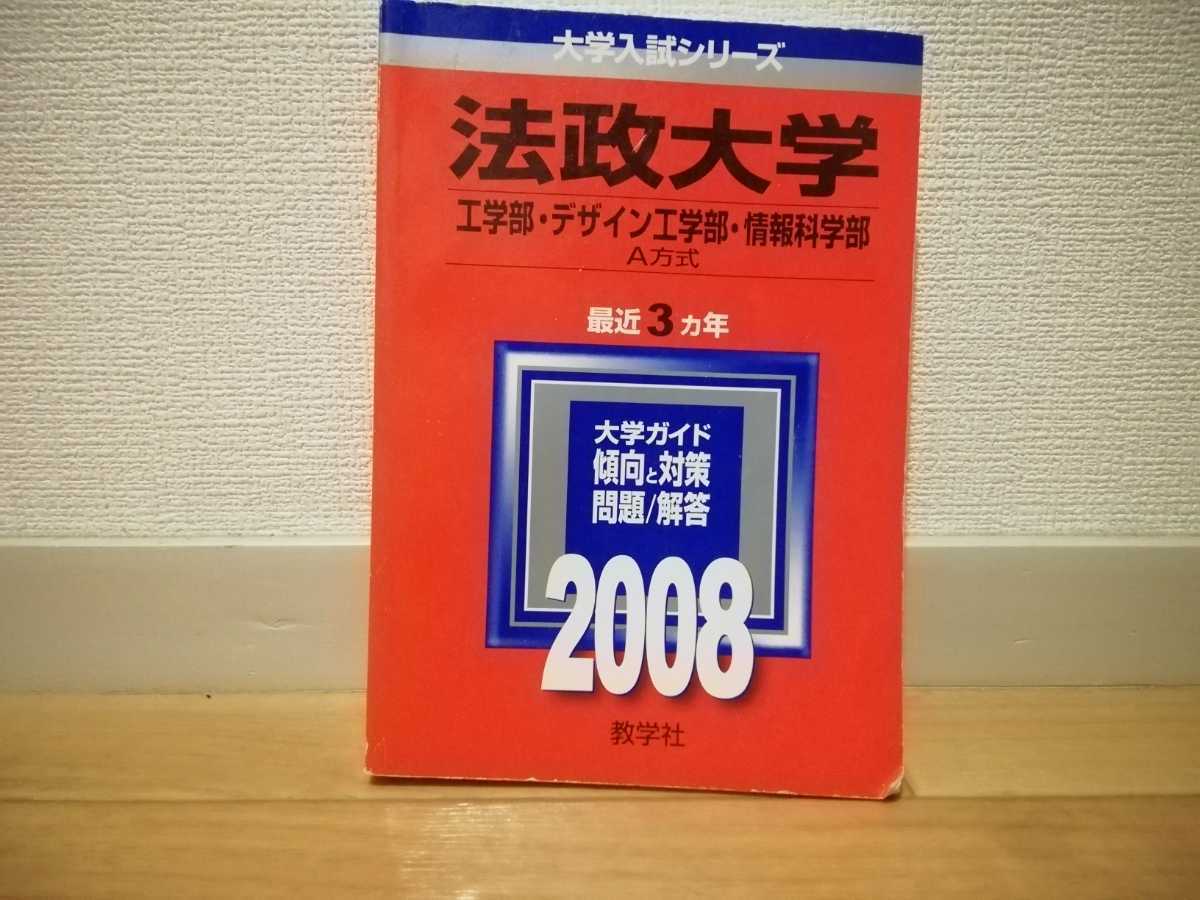 大学入試シリーズ
法政大学
工学部・デザイン工学部・情報科学部
A方式
最近3ヵ年
大学ガイド
傾向と対策
問題/解答
2008
教学社